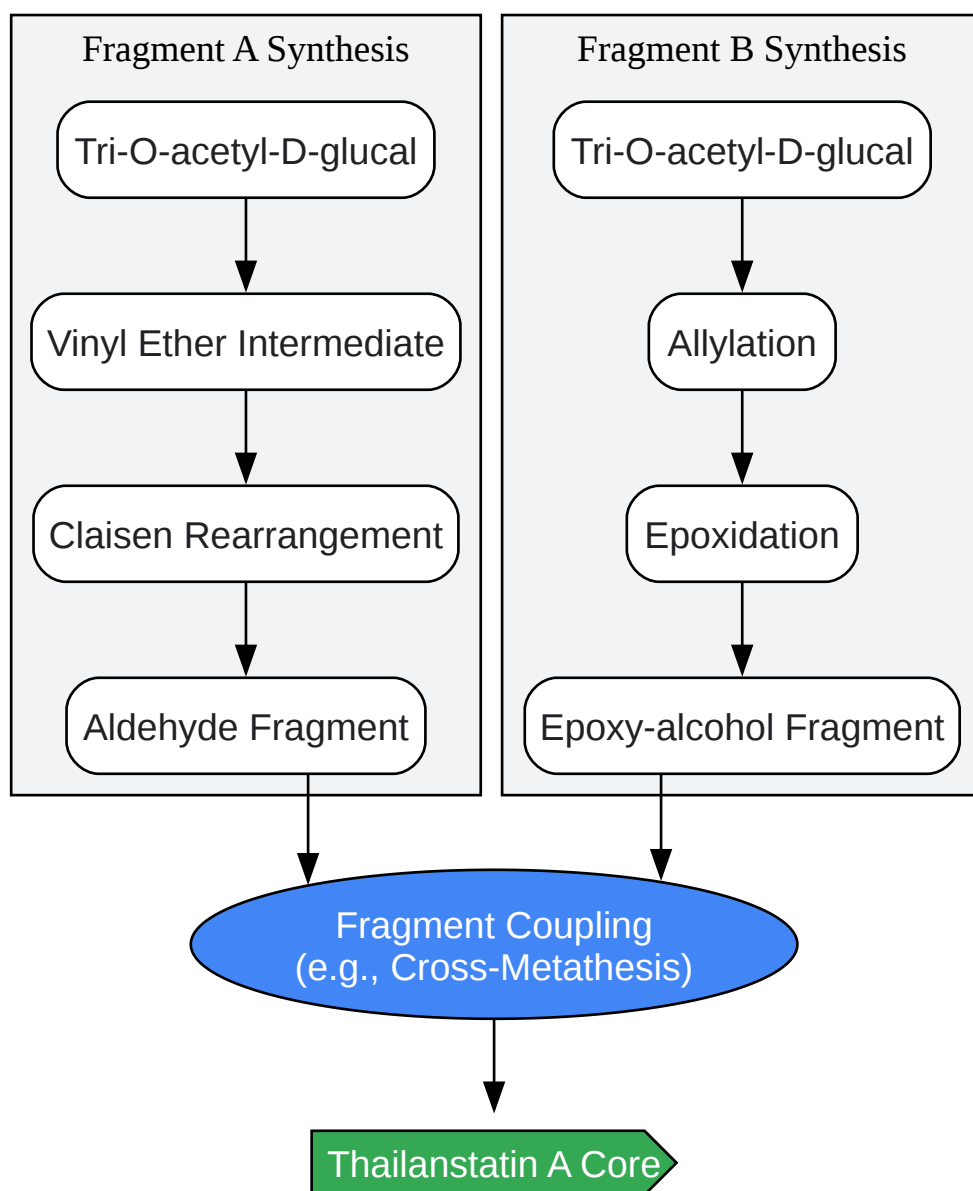 Fragment A Synthesis
Tri-O-acetyl-D-glucal
Vinyl Ether Intermediate
Claisen Rearrangement
Aldehyde Fragment
Fragment B Synthesis
Tri-O-acetyl-D-glucal
Allylation
Epoxidation
Epoxy-alcohol Fragment
Fragment Coupling
(e.g., Cross-Metathesis)
Thailanstatin A Core